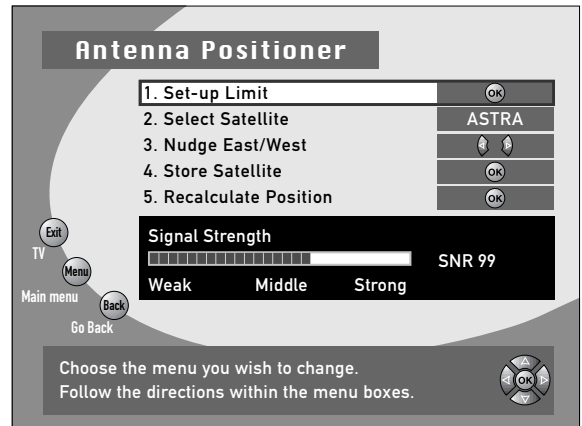 Antenna Positioner
1. Set-up Limit OK
2. Select Satellite ASTRA
3. Nudge East/West
4. Store Satellite OK
5. Recalculate Position OK
Signal Strength
SNR 99
Weak Middle Strong
Exit
TV
Menu
Main menu
Back
Go Back
Choose the menu you wish to change.
Follow the directions within the menu boxes.
OK